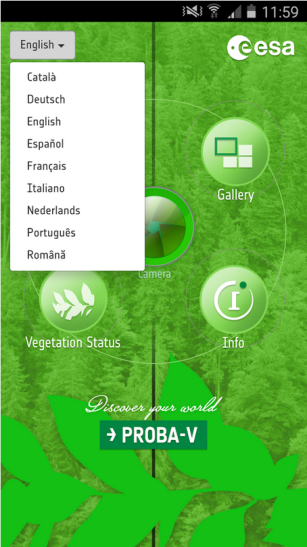 11:59
English
esa
Català
Deutsch
English
Español
Français
Italiano
Nederlands
Português
Română
Gallery
Camera
Vegetation Status
Info
Discover your world
→ PROBA-V